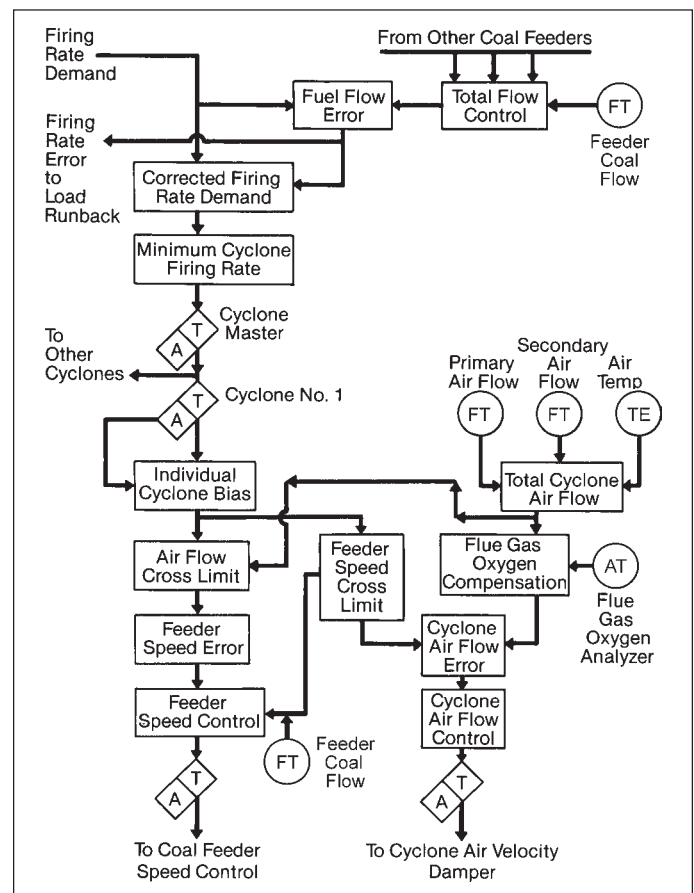 Firing
Rate
Demand
From Other Coal Feeders
Fuel Flow
Error
Total Flow
Control
FT
Feeder
Coal
Flow
Firing
Rate
Error
to
Load
Runback
Corrected Firing
Rate Demand
Minimum Cyclone
Firing Rate
Cyclone
Master
T
A
To
Other
Cyclones
T
A
Cyclone No. 1
Primary
Air Flow
Secondary
Air
Flow
Air
Temp
FT
FT
TE
Individual
Cyclone Bias
Total Cyclone
Air Flow
Air Flow
Cross Limit
Feeder
Speed
Cross
Limit
Flue Gas
Oxygen
Compensation
AT
Flue
Gas
Oxygen
Analyzer
Feeder
Speed Error
Cyclone
Air Flow
Error
Feeder
Speed Control
FT
Feeder
Coal
Flow
Cyclone
Air Flow
Control
T
A
T
A
To Coal Feeder
Speed Control
To Cyclone Air Velocity
Damper